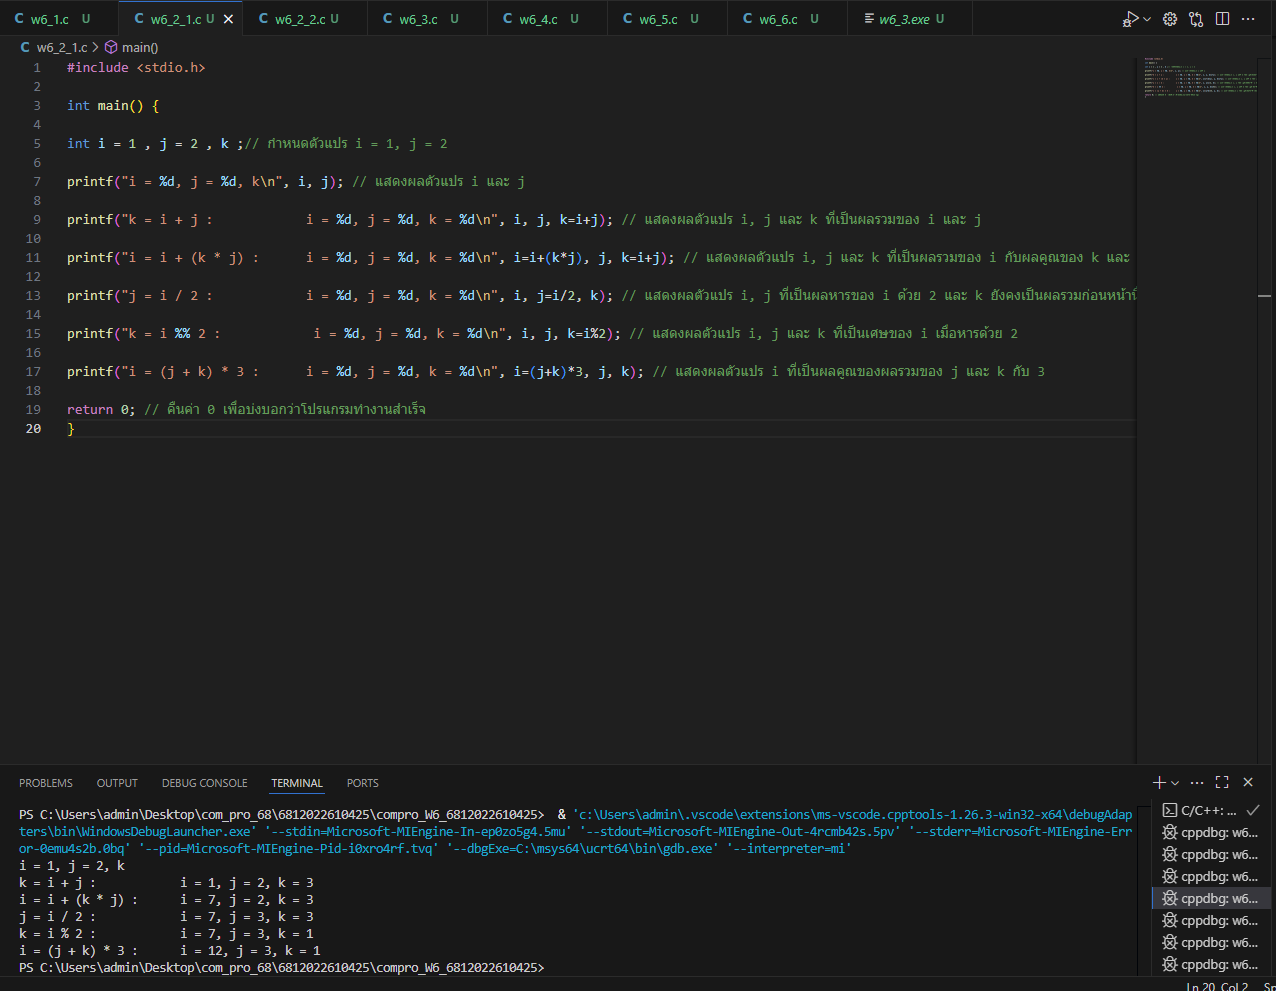 w6_1.c U w6_2_1.c U w6_2_2.c U w6_3.c U w6_4.c U w6_5.c U w6_6.c U w6_3.exe U
w6_2_1.c > main()
1 #include <stdio.h>
2
3 int main() {
4
5 int i = 1 , j = 2 , k ;// กำหนดตัวแปร i = 1, j = 2
6
7 printf("i = %d, j = %d, k\n", i, j); // แสดงผลตัวแปร i และ j
8
9 printf("k = i + j :            i = %d, j = %d, k = %d\n", i, j, k=i+j); // แสดงผลตัวแปร i, j และ k ที่เป็นผลรวมของ i และ j
10
11 printf("i = i + (k * j) :      i = %d, j = %d, k = %d\n", i=i+(k*j), j, k=i+j); // แสดงผลตัวแปร i, j และ k ที่เป็นผลรวมของ i กับผลคูณของ k และ
12
13 printf("j = i / 2 :            i = %d, j = %d, k = %d\n", i, j=i/2, k); // แสดงผลตัวแปร i, j ที่เป็นผลหารของ i ด้วย 2 และ k ยังคงเป็นผลรวมก่อนหน้านี้
14
15 printf("k = i %% 2 :            i = %d, j = %d, k = %d\n", i, j, k=i%2); // แสดงผลตัวแปร i, j และ k ที่เป็นเศษของ i เมื่อหารด้วย 2
16
17 printf("i = (j + k) * 3 :      i = %d, j = %d, k = %d\n", i=(j+k)*3, j, k); // แสดงผลตัวแปร i ที่เป็นผลคูณของผลรวมของ j และ k กับ 3
18
19 return 0; // คืนค่า 0 เพื่อบ่งบอกว่าโปรแกรมทำงานสำเร็จ
20 }
PROBLEMS OUTPUT DEBUG CONSOLE TERMINAL PORTS
PS C:\Users\admin\Desktop\com_pro_68\6812022610425\compro_W6_6812022610425>  & 'c:\Users\admin\.vscode\extensions\ms-vscode.cpptools-1.26.3-win32-x64\debugAdap
ters\bin\WindowsDebugLauncher.exe' '--stdin=Microsoft-MIEngine-In-ep0zo5g4.5mu' '--stdout=Microsoft-MIEngine-Out-4rcmb42s.5pv' '--stderr=Microsoft-MIEngine-Err
or-0emu4s2b.0bq' '--pid=Microsoft-MIEngine-Pid-i0xro4rf.tvq' '--dbgExe=C:\msys64\ucrt64\bin\gdb.exe' '--interpreter=mi'
i = 1, j = 2, k
k = i + j :            i = 1, j = 2, k = 3
i = i + (k * j) :      i = 7, j = 2, k = 3
j = i / 2 :            i = 7, j = 3, k = 3
k = i % 2 :            i = 7, j = 3, k = 1
i = (j + k) * 3 :      i = 12, j = 3, k = 1
PS C:\Users\admin\Desktop\com_pro_68\6812022610425\compro_W6_6812022610425>
C/C++: ...
cppdbg: w6...
cppdbg: w6...
cppdbg: w6...
cppdbg: w6...
cppdbg: w6...
cppdbg: w6...
cppdbg: w6...
Ln 20, Col 2